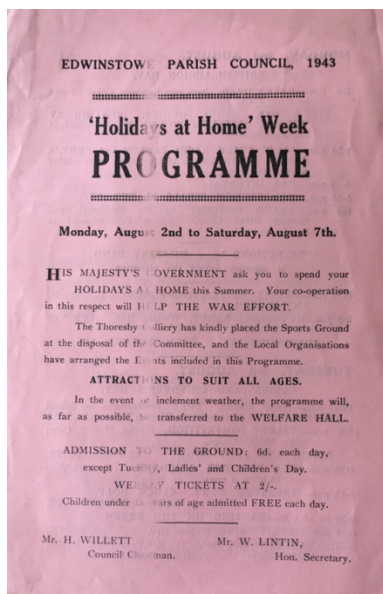 EDWINSTOWE PARISH COUNCIL, 1943
'Holidays at Home' Week
PROGRAMME
Monday, August 2nd to Saturday, August 7th.
HIS MAJESTY'S GOVERNMENT ask you to spend your
HOLIDAYS AT HOME this Summer. Your co-operation
in this respect will HELP THE WAR EFFORT.
The Thoresby Colliery has kindly placed the Sports Ground
at the disposal of the Committee, and the Local Organisations
have arranged the Events included in this Programme.
ATTRACTIONS TO SUIT ALL AGES.
In the event of inclement weather, the programme will,
as far as possible, be transferred to the WELFARE HALL.
ADMISSION TO THE GROUND: 6d. each day,
except Tuesday, Ladies' and Children's Day.
WEEKLY TICKETS AT 2/-.
Children under years of age admitted FREE each day.
Mr. H. WILLETT,
Council Chairman.
Mr. W. LINTIN,
Hon. Secretary.